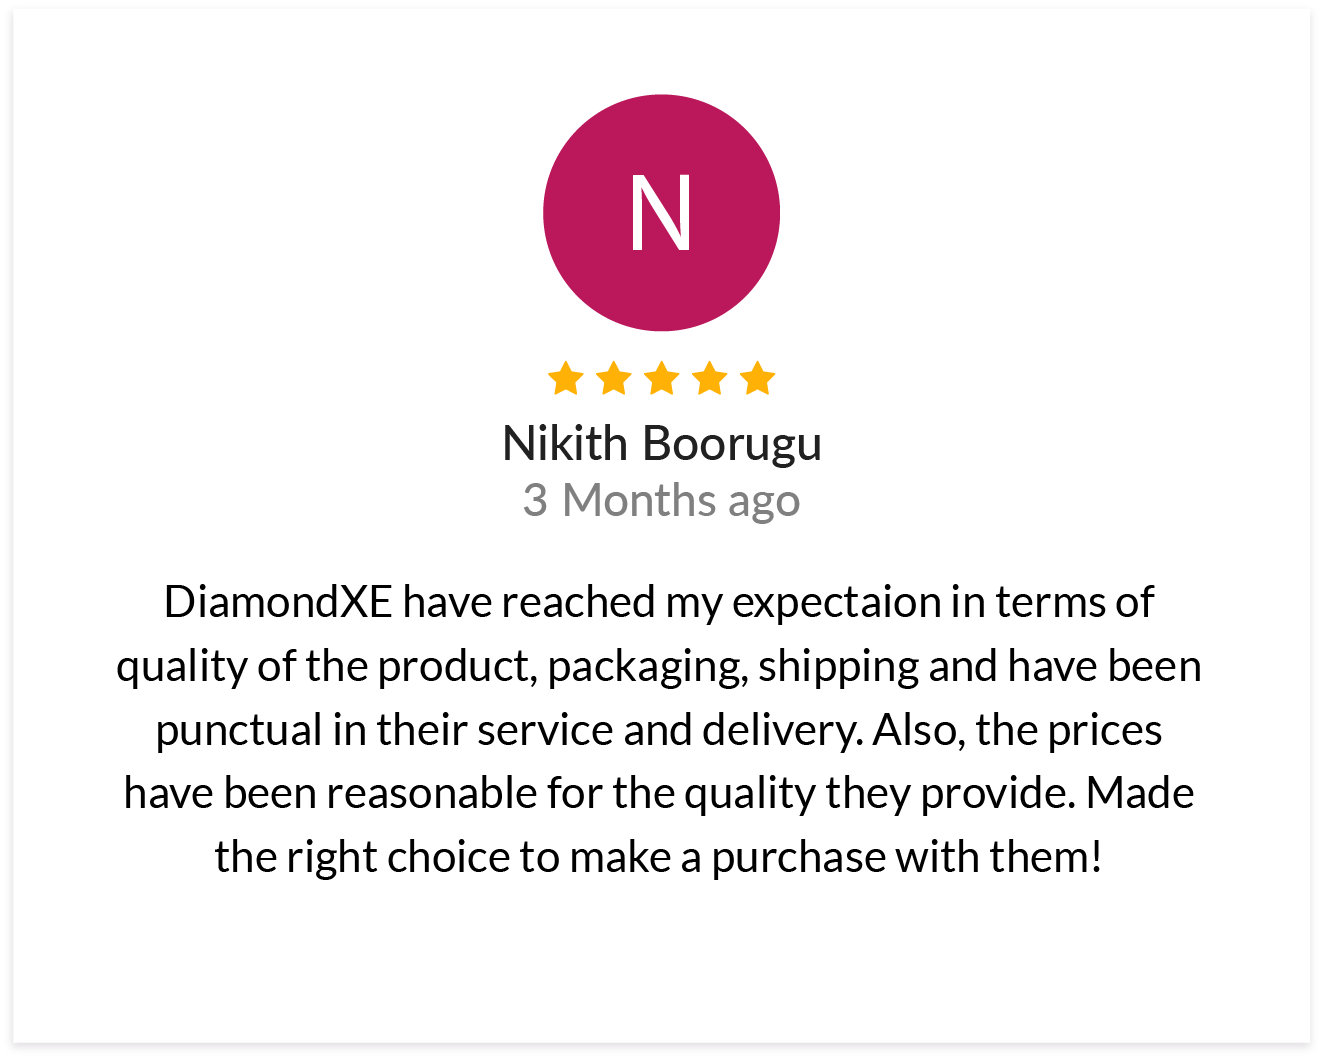 N
Nikith Boorugu
3 Months ago
DiamondXE have reached my expectaion in terms of
quality of the product, packaging, shipping and have been
punctual in their service and delivery. Also, the prices
have been reasonable for the quality they provide. Made
the right choice to make a purchase with them!